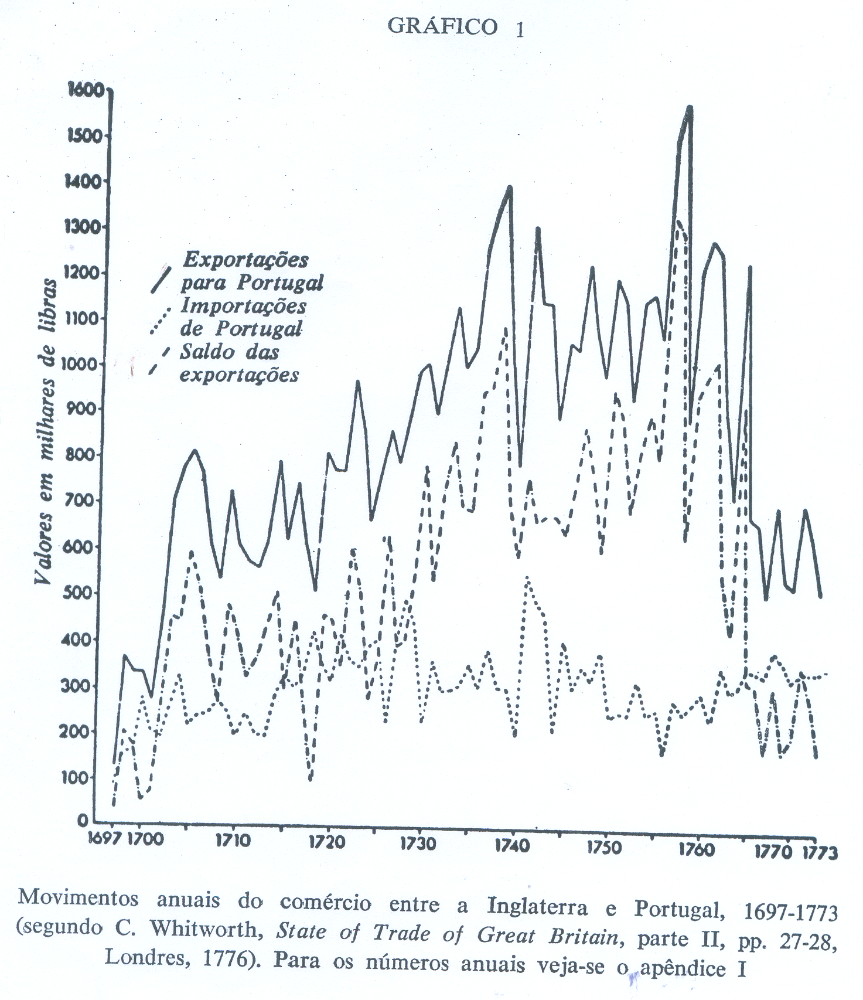 GRÁFICO 1
1600
1500
1400
1300
1200
1100
1000
900
800
700
600
500
400
300
200
100
0
Valores em milhares de libras
Exportações
para Portugal
Importações
de Portugal
Saldo das
exportações
1697 1700 1710 1720 1730 1740 1750 1760 1770 1773
Movimentos anuais do comércio entre a Inglaterra e Portugal, 1697-1773
(segundo C. Whitworth, State of Trade of Great Britain, parte II, pp. 27-28,
Londres, 1776). Para os números anuais veja-se o apêndice I